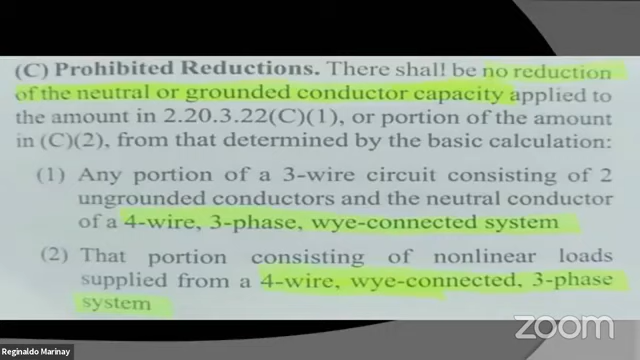 (C) Prohibited Reductions. There shall be no reduction
of the neutral or grounded conductor capacity applied to
the amount in 2.20.3.22(C)(1), or portion of the amount
in (C)(2), from that determined by the basic calculation:
(1) Any portion of a 3-wire circuit consisting of 2
ungrounded conductors and the neutral conductor
of a 4-wire, 3-phase, wye-connected system
(2) That portion consisting of nonlinear loads
supplied from a 4-wire, wye-connected, 3-phase
system
Reginaldo Marinay
zoom